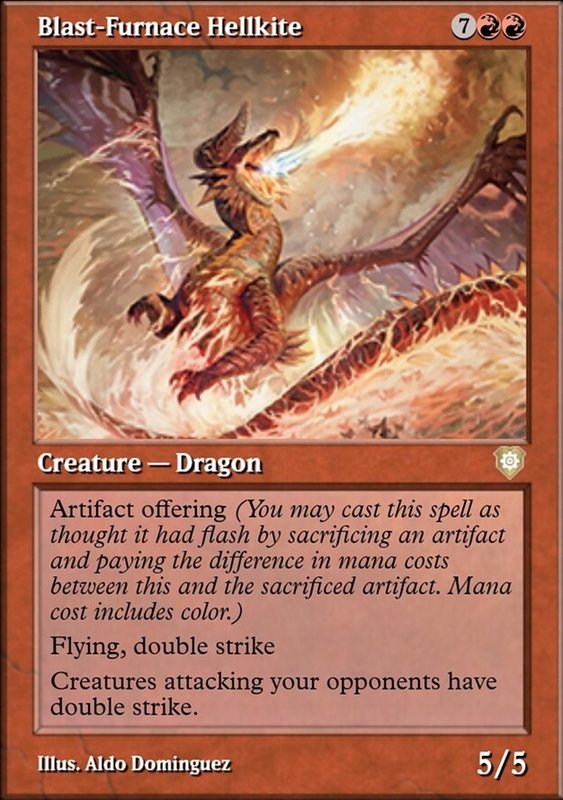 Blast-Furnace Hellkite 7
Creature — Dragon
Artifact offering (You may cast this spell as
thought it had flash by sacrificing an artifact
and paying the difference in mana costs
between this and the sacrificed artifact. Mana
cost includes color.)
Flying, double strike
Creatures attacking your opponents have
double strike.
Illus. Aldo Dominguez 5/5